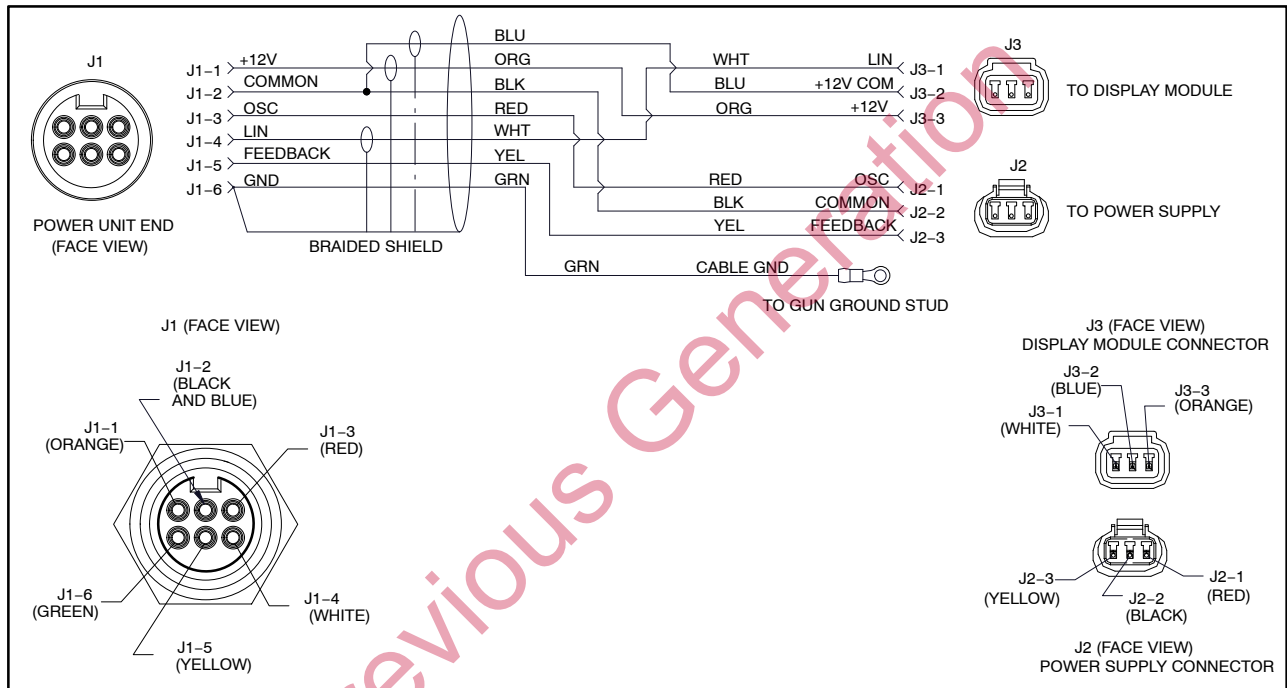 J1
J1−1
+12V
ORG
J1−2
COMMON
BLK
BLU
J1−3
OSC
RED
J1−4
LIN
WHT
J1−5
FEEDBACK
YEL
J1−6
GND
GRN
POWER UNIT END
(FACE VIEW)
BRAIDED SHIELD
WHT
LIN
J3−1
BLU
+12V COM
J3−2
ORG
+12V
J3−3
J3
TO DISPLAY MODULE
RED
OSC
J2−1
BLK
COMMON
J2−2
YEL
FEEDBACK
J2−3
J2
TO POWER SUPPLY
GRN
CABLE GND
TO GUN GROUND STUD
J1 (FACE VIEW)
J1−2
(BLACK
AND BLUE)
J1−1
(ORANGE)
J1−3
(RED)
J1−6
(GREEN)
J1−4
(WHITE)
J1−5
(YELLOW)
J3 (FACE VIEW)
DISPLAY MODULE CONNECTOR
J3−2
(BLUE)
J3−3
(ORANGE)
J3−1
(WHITE)
J2−3
(YELLOW)
J2−2
(BLACK)
J2−1
(RED)
J2 (FACE VIEW)
POWER SUPPLY CONNECTOR
revious Generation